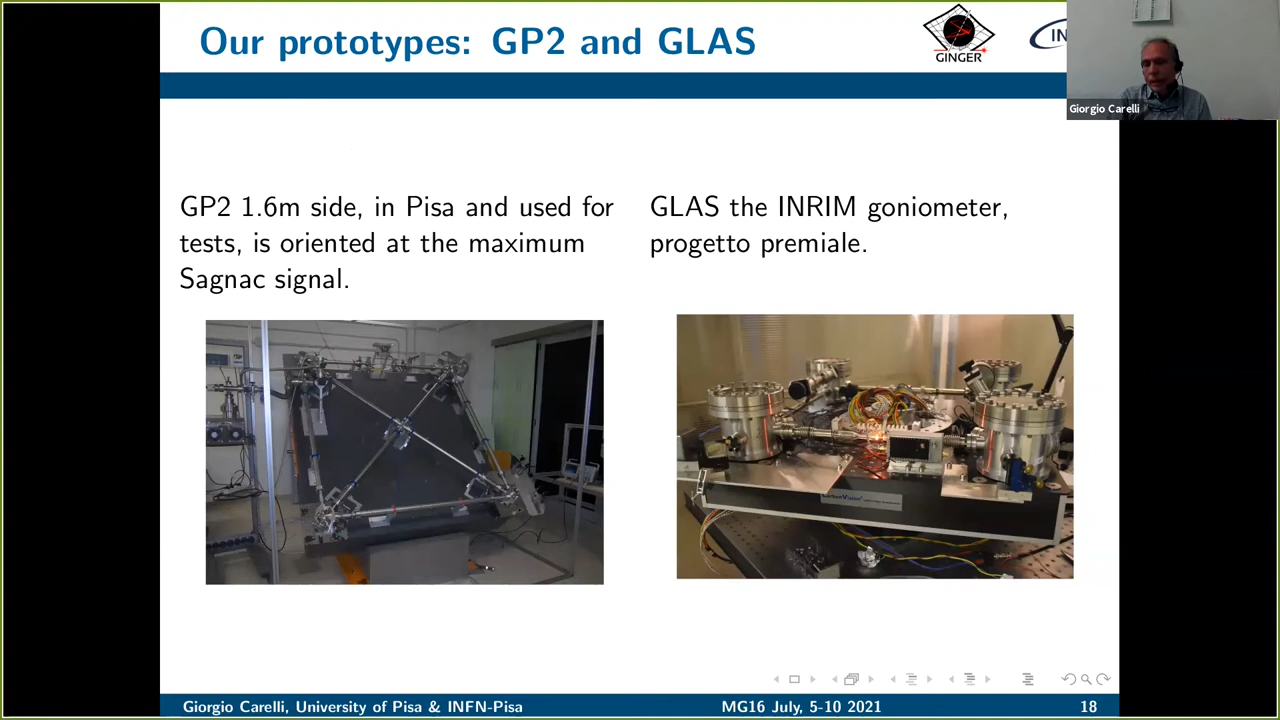 Our prototypes: GP2 and GLAS
GINGER
IN
Giorgio Carelli
GP2 1.6m side, in Pisa and used for
tests, is oriented at the maximum
Sagnac signal.
GLAS the INRIM goniometer,
progetto premiale.
CarbonVision
Giorgio Carelli, University of Pisa & INFN-Pisa
MG16 July, 5-10 2021
18